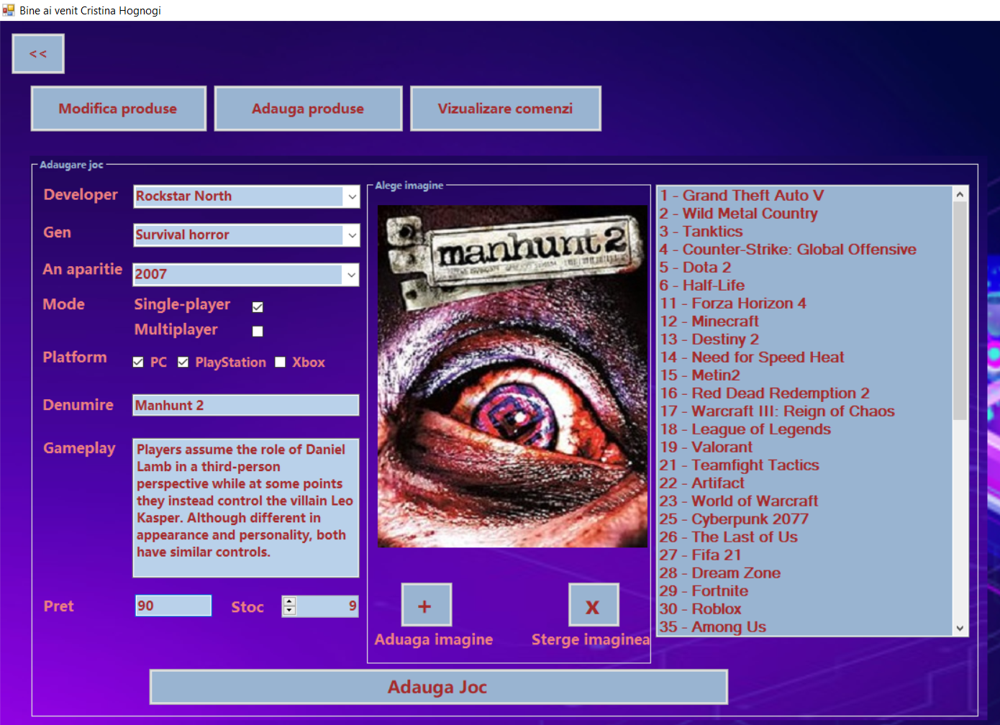 Bine ai venit Cristina Hognogi
<<
Modifica produse
Adauga produse
Vizualizare comenzi
Adaugare joc
Developer
Rockstar North
Gen
Survival horror
An aparitie
2007
Mode
Single-player
Multiplayer
Platform
PC
PlayStation
Xbox
Denumire
Manhunt 2
Gameplay
Players assume the role of Daniel
Lamb in a third-person
perspective while at some points
they instead control the villain Leo
Kasper. Although different in
appearance and personality, both
have similar controls.
Pret
90
Stoc
9
Alege imagine
manhunt 2
+
Aduaga imagine
x
Sterge imaginea
1 - Grand Theft Auto V
2 - Wild Metal Country
3 - Tanktics
4 - Counter-Strike: Global Offensive
5 - Dota 2
6 - Half-Life
11 - Forza Horizon 4
12 - Minecraft
13 - Destiny 2
14 - Need for Speed Heat
15 - Metin2
16 - Red Dead Redemption 2
17 - Warcraft III: Reign of Chaos
18 - League of Legends
19 - Valorant
21 - Teamfight Tactics
22 - Artifact
23 - World of Warcraft
25 - Cyberpunk 2077
26 - The Last of Us
27 - Fifa 21
28 - Dream Zone
29 - Fortnite
30 - Roblox
35 - Among Us
Adauga Joc